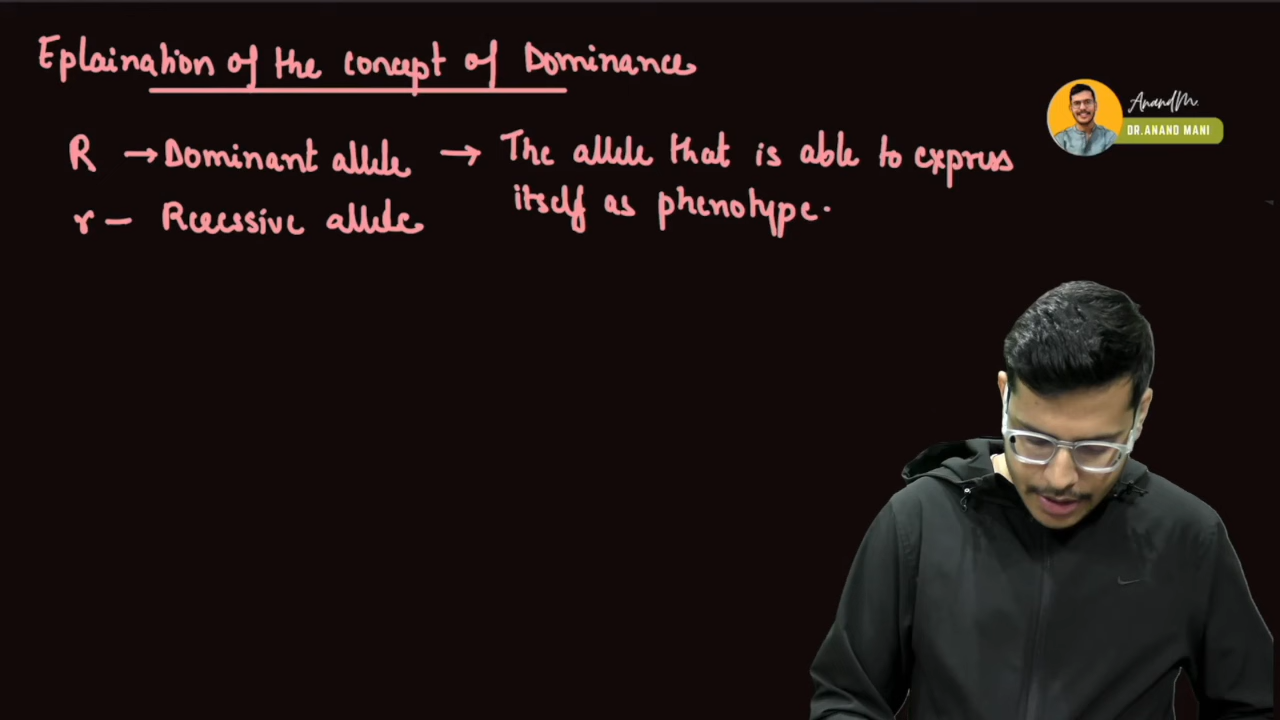 Eplaination of the concept of Dominance
AnandM.
DR.ANAND MANI
R → Dominant allele → The allele that is able to express
itself as phenotype.
r – Recessive allele